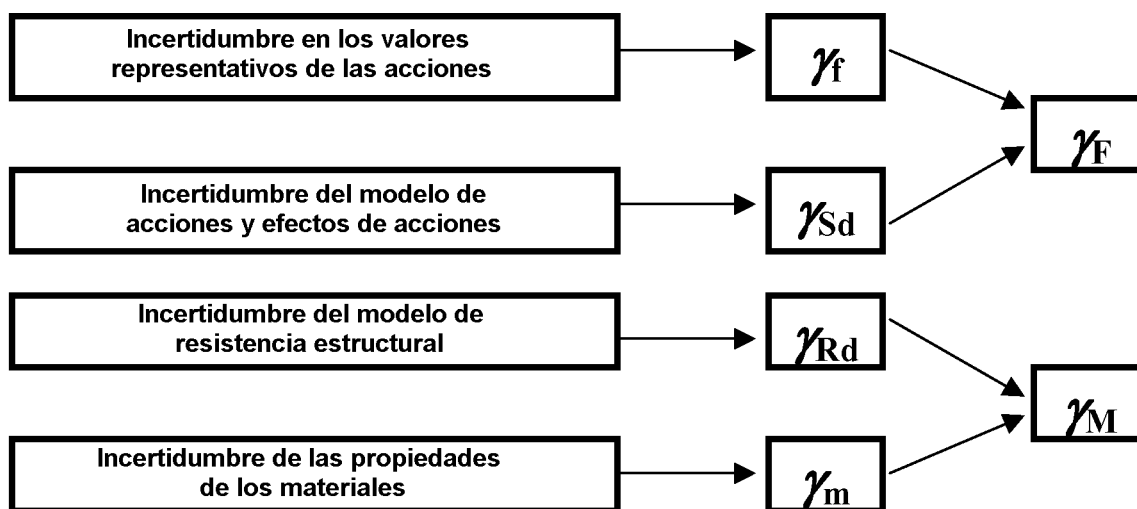 Incertidumbre en los valores
representativos de las acciones
γf
Incertidumbre del modelo de
acciones y efectos de acciones
γSd
γF
Incertidumbre del modelo de
resistencia estructural
γRd
Incertidumbre de las propiedades
de los materiales
γm
γM